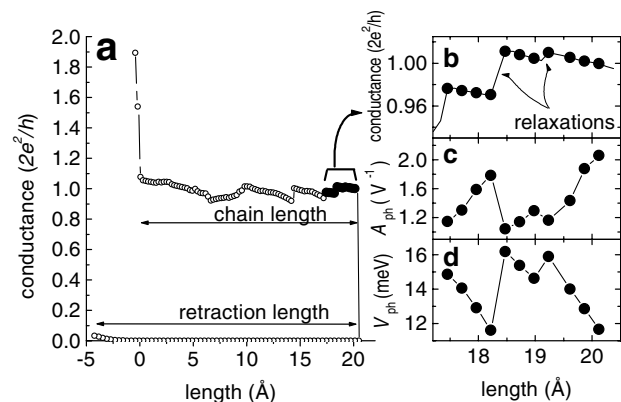 a
conductance (2e²/h)
2.0
1.8
1.6
1.4
1.2
1.0
0.8
0.6
0.4
0.2
0.0
chain length
retraction length
-5 0 5 10 15 20
length (Å)
b
conductance (2e²/h)
1.00
0.96
relaxations
c
A_ph (V⁻¹)
2.0
1.6
1.2
d
V_ph (meV)
16
14
12
18 19 20
length (Å)